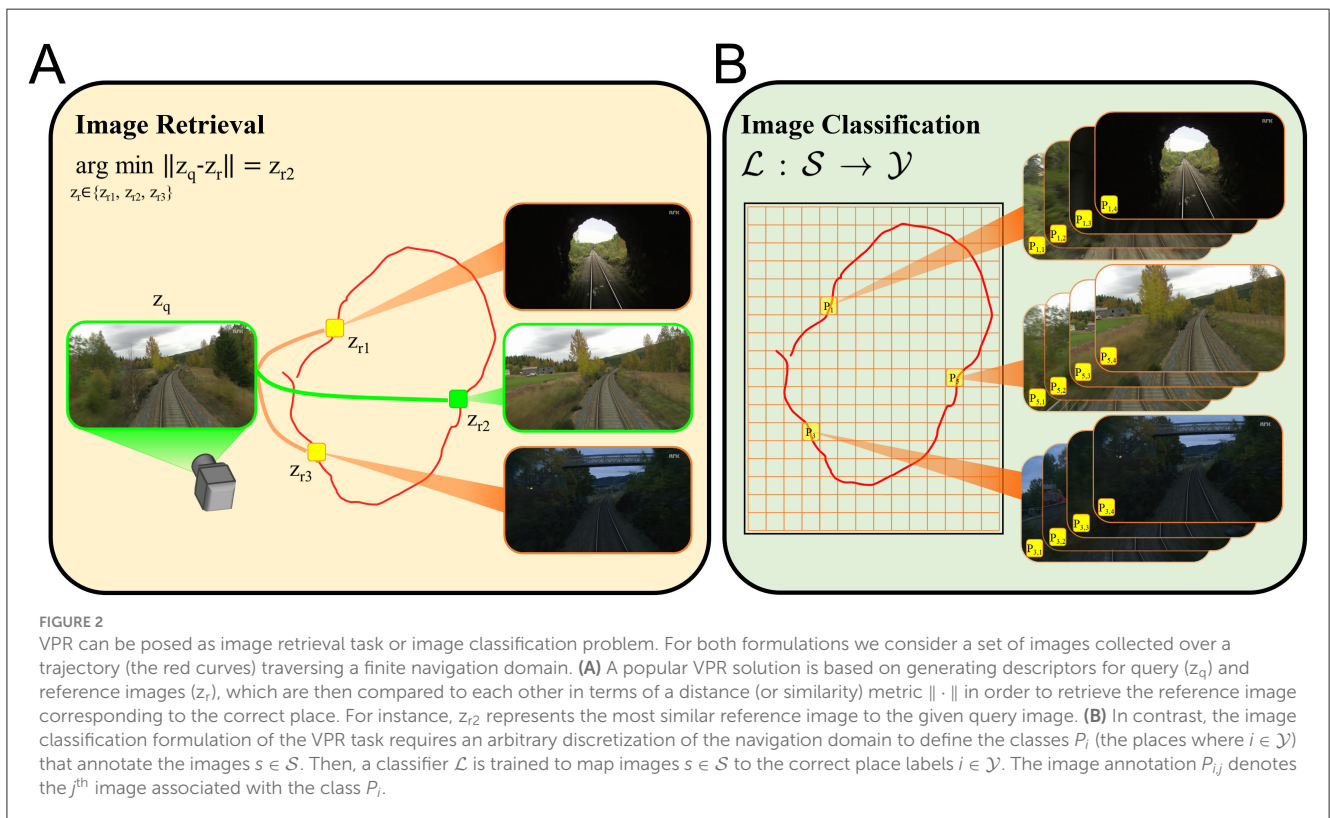 A
Image Retrieval
arg min ‖z_q-z_r‖ = z_r2
z_r∈{z_r1, z_r2, z_r3}
z_q
NRK
z_r1
z_r2
z_r3
NRK
NRK
NRK
B
Image Classification
ℒ : 𝒮 → 𝒴
P_1
P_5
P_3
P_1,1
P_1,2
P_1,3
P_1,4
NRK
P_5,1
P_5,2
P_5,3
P_5,4
NRK
P_3,1
P_3,2
P_3,3
P_3,4
NRK
FIGURE 2
VPR can be posed as image retrieval task or image classification problem. For both formulations we consider a set of images collected over a
trajectory (the red curves) traversing a finite navigation domain. (A) A popular VPR solution is based on generating descriptors for query (z_q) and
reference images (z_r), which are then compared to each other in terms of a distance (or similarity) metric ‖ · ‖ in order to retrieve the reference image
corresponding to the correct place. For instance, z_r2 represents the most similar reference image to the given query image. (B) In contrast, the image
classification formulation of the VPR task requires an arbitrary discretization of the navigation domain to define the classes P_i (the places where i ∈ 𝒴)
that annotate the images s ∈ 𝒮. Then, a classifier ℒ is trained to map images s ∈ 𝒮 to the correct place labels i ∈ 𝒴. The image annotation P_i,j denotes
the j^th image associated with the class P_i.